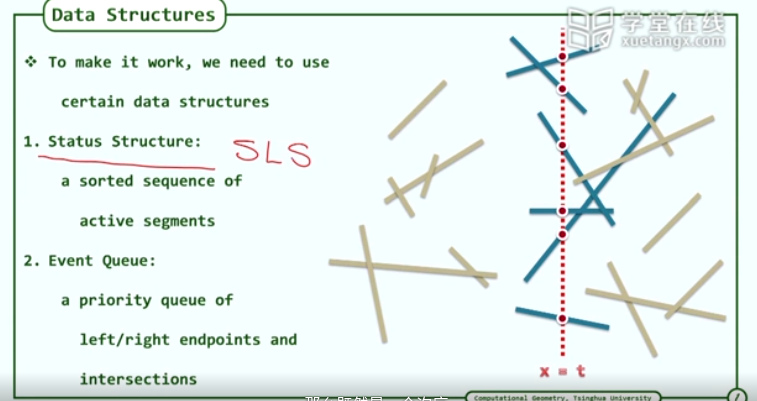 Data Structures
学堂在线
xuetangx.com
❖ To make it work, we need to use
certain data structures
1. Status Structure: SLS
a sorted sequence of
active segments
2. Event Queue:
a priority queue of
left/right endpoints and
intersections
x = t
Computational Geometry, Tsinghua University
7